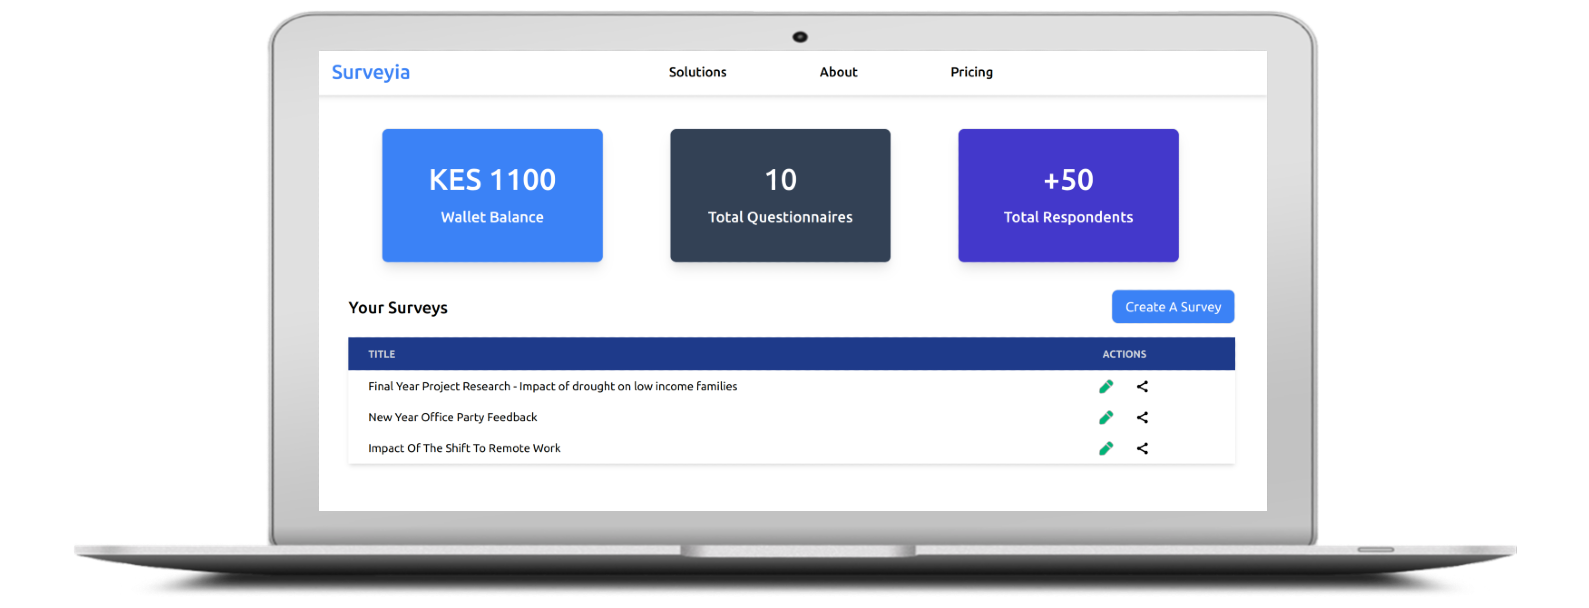 Surveyia
Solutions
About
Pricing
KES 1100
Wallet Balance
10
Total Questionnaires
+50
Total Respondents
Your Surveys
Create A Survey
TITLE
ACTIONS
Final Year Project Research - Impact of drought on low income families
New Year Office Party Feedback
Impact Of The Shift To Remote Work